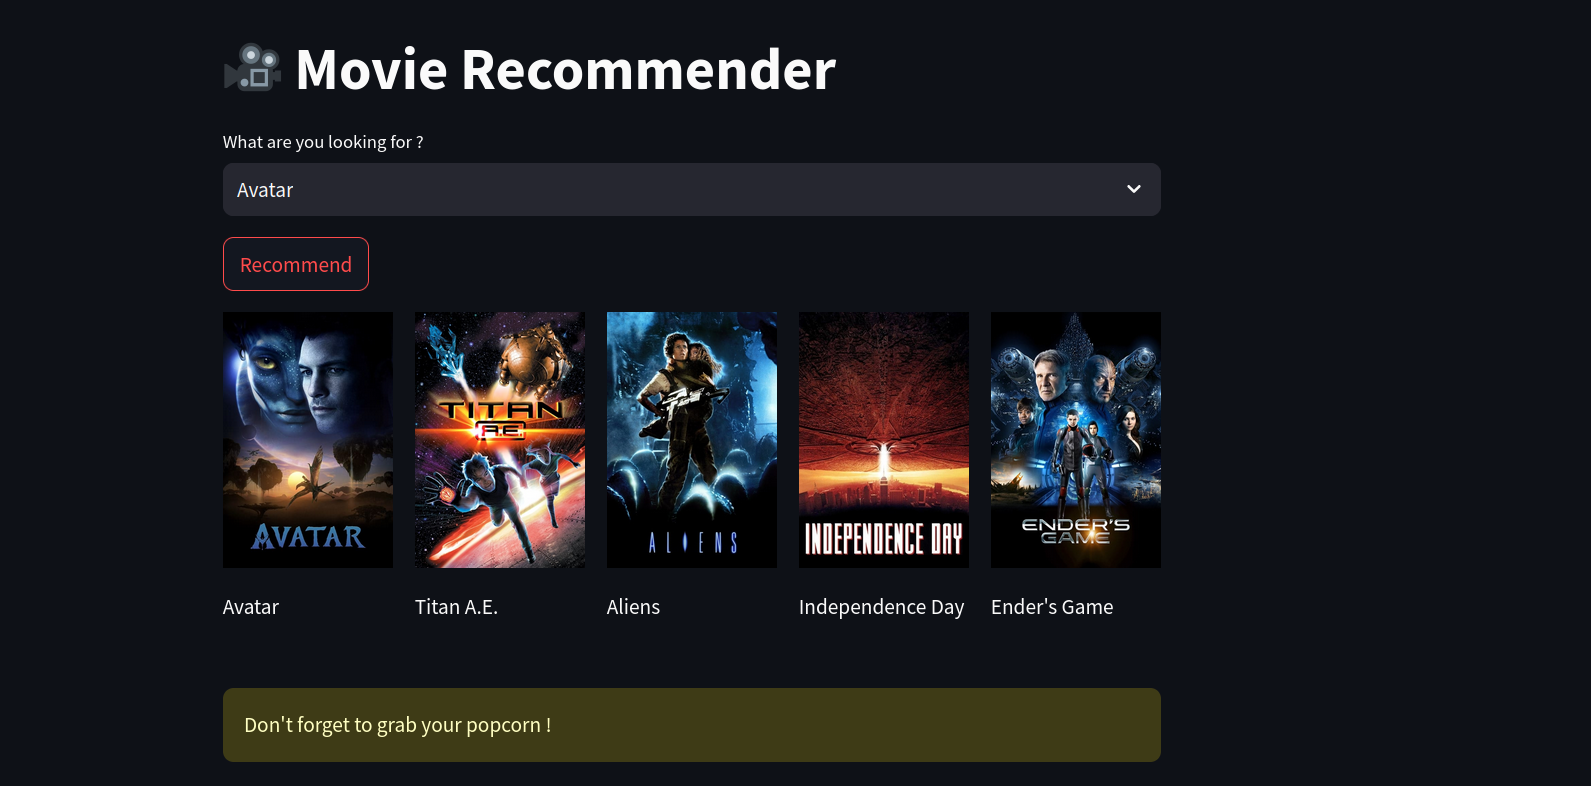 Movie Recommender
What are you looking for ?
Avatar
Recommend
AVATAR
TITAN
A.E.
ALIENS
INDEPENDENCE DAY
ENDER'S
GAME
Avatar
Titan A.E.
Aliens
Independence Day
Ender's Game
Don't forget to grab your popcorn !